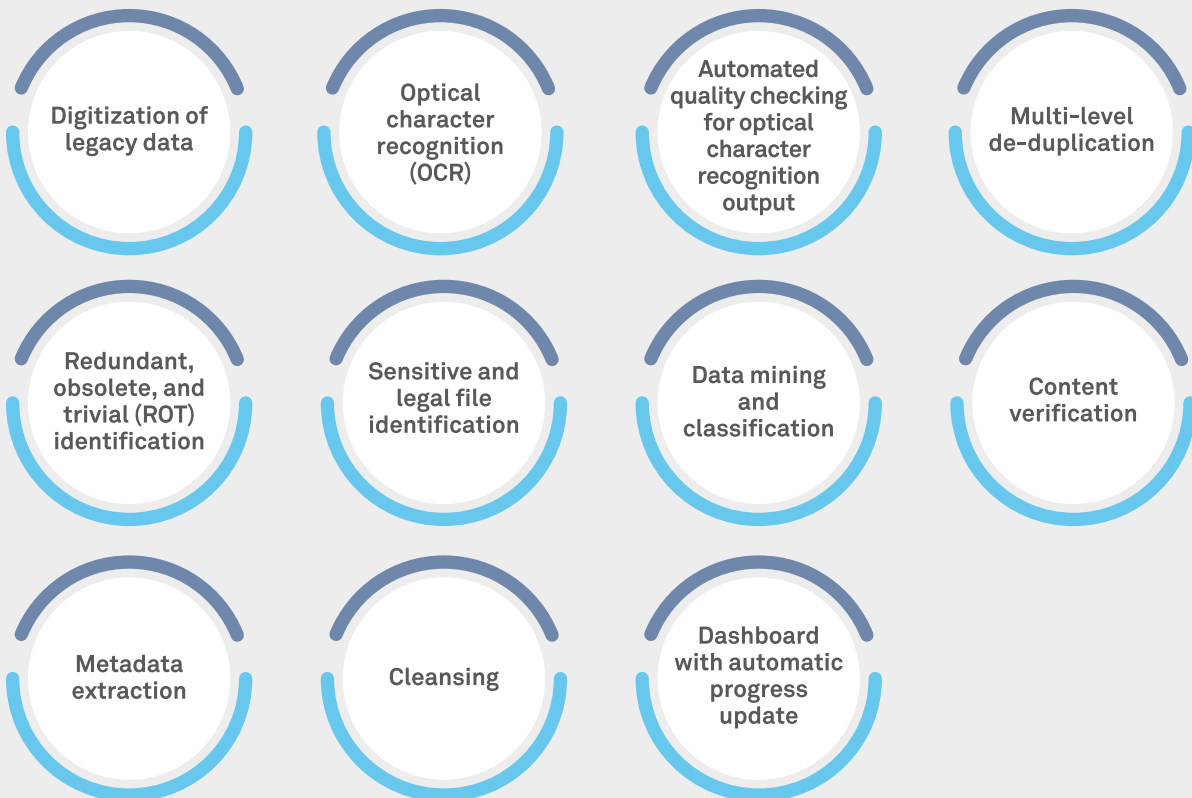 Digitization of
legacy data
Optical
character
recognition
(OCR)
Automated
quality checking
for optical
character
recognition
output
Multi-level
de-duplication
Redundant,
obsolete, and
trivial (ROT)
identification
Sensitive and
legal file
identification
Data mining
and
classification
Content
verification
Metadata
extraction
Cleansing
Dashboard
with automatic
progress
update